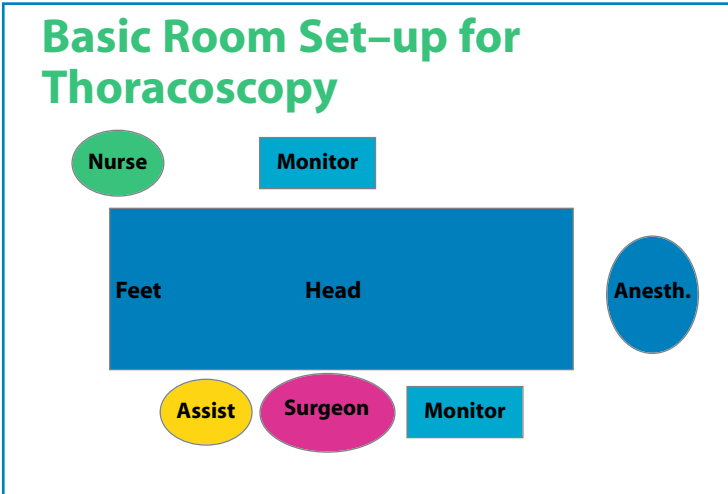 Basic Room Set–up for
Thoracoscopy
Nurse
Monitor
Feet
Head
Anesth.
Assist
Surgeon
Monitor